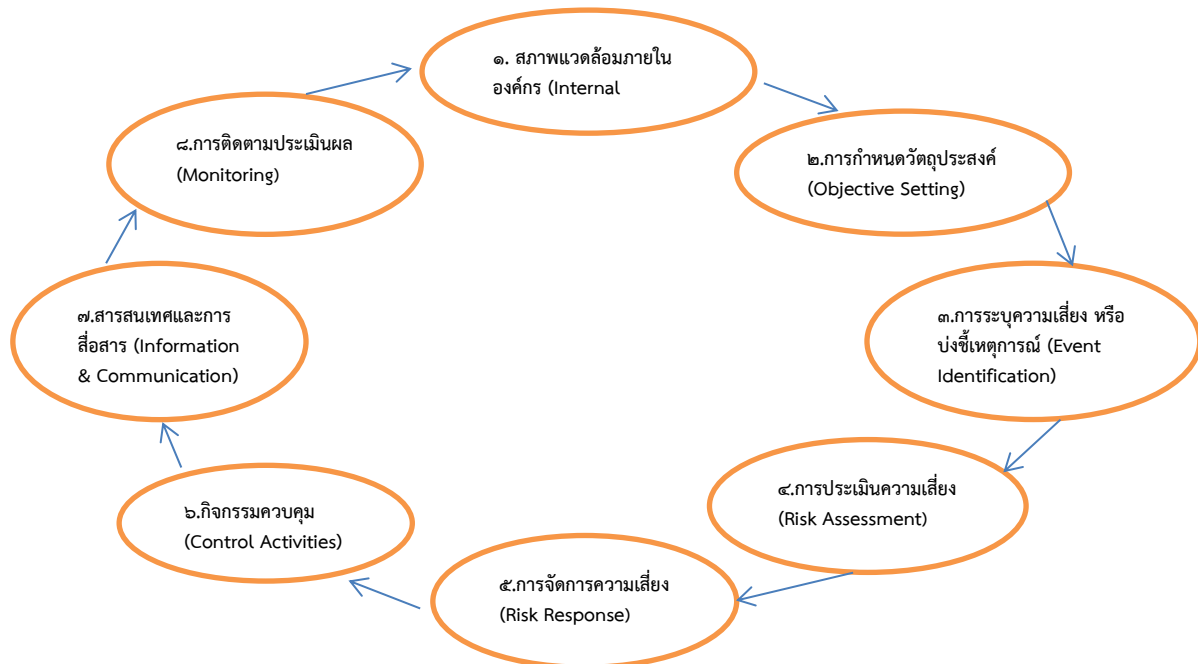 ๑. สภาพแวดล้อมภายใน
องค์กร (Internal
๒.การกำหนดวัตถุประสงค์
(Objective Setting)
๓.การระบุความเสี่ยง หรือ
บ่งชี้เหตุการณ์ (Event
Identification)
๔.การประเมินความเสี่ยง
(Risk Assessment)
๕.การจัดการความเสี่ยง
(Risk Response)
๖.กิจกรรมควบคุม
(Control Activities)
๗.สารสนเทศและการ
สื่อสาร (Information
& Communication)
๘.การติดตามประเมินผล
(Monitoring)